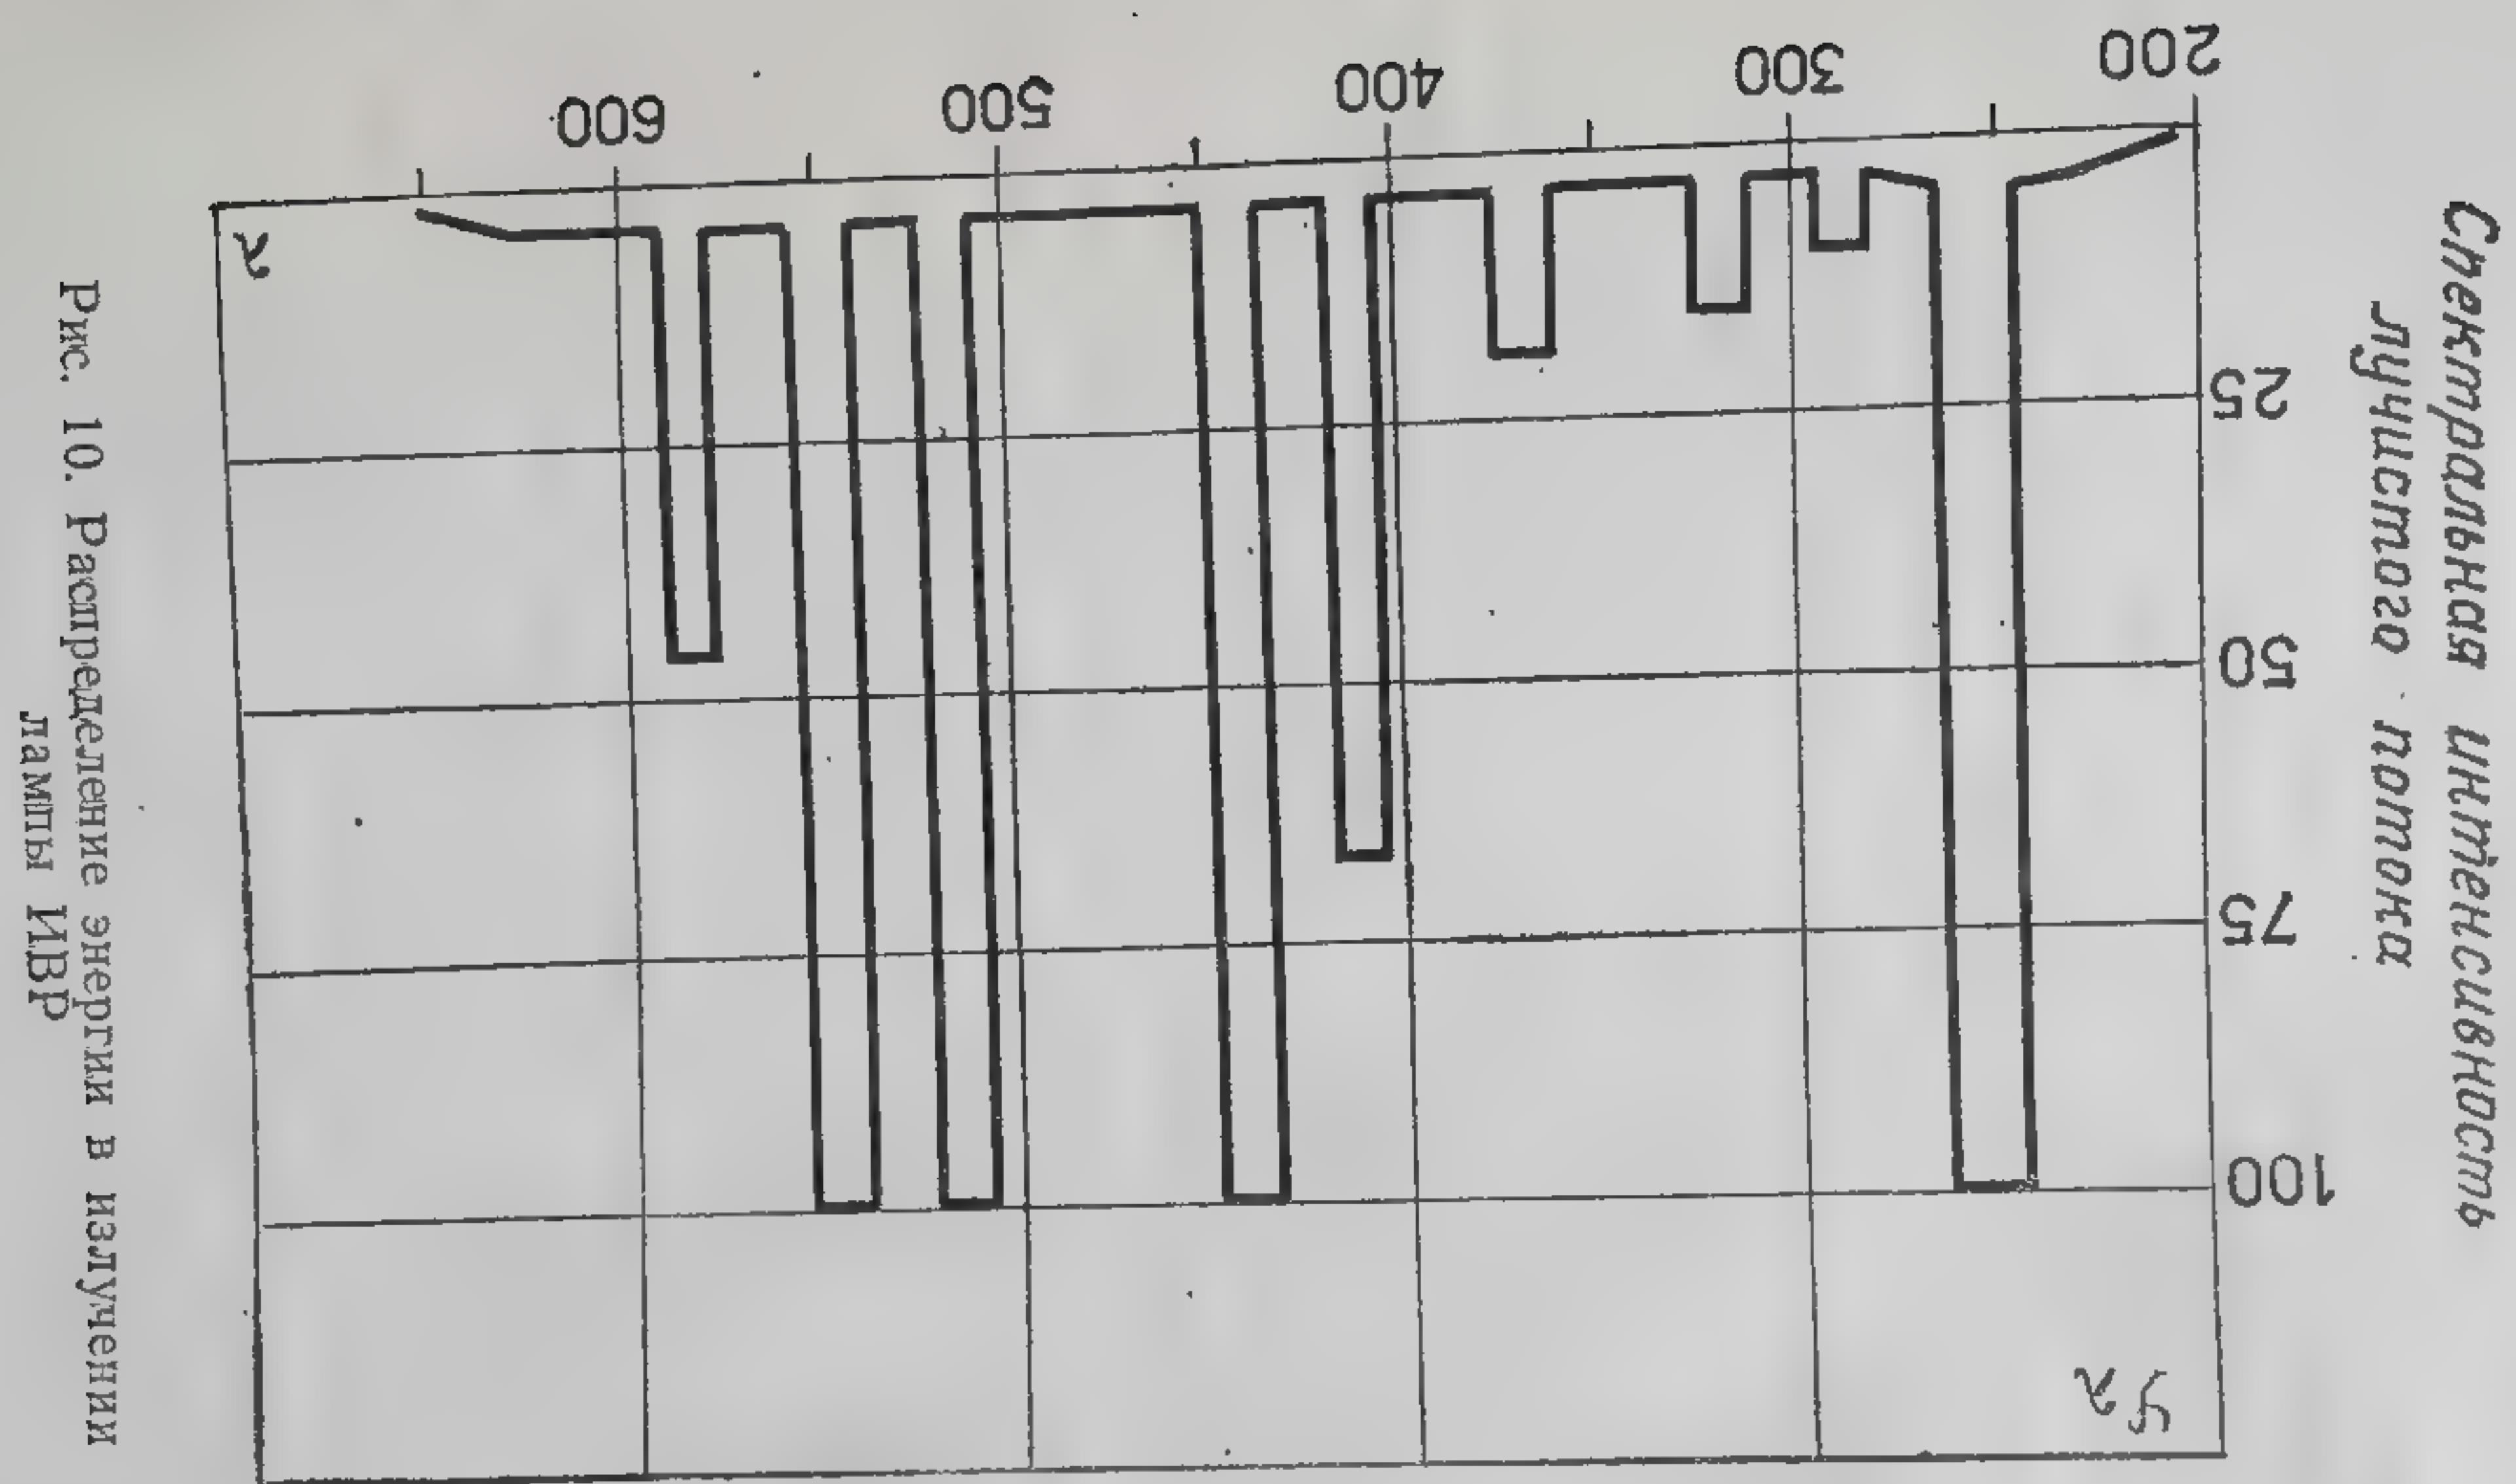 Спектральная интенсивность
лучистого потока
φλ
100
75
50
25
200
300
400
500
600
λ
Рис. 10. Распределение энергии в излучении
лампы ИВР